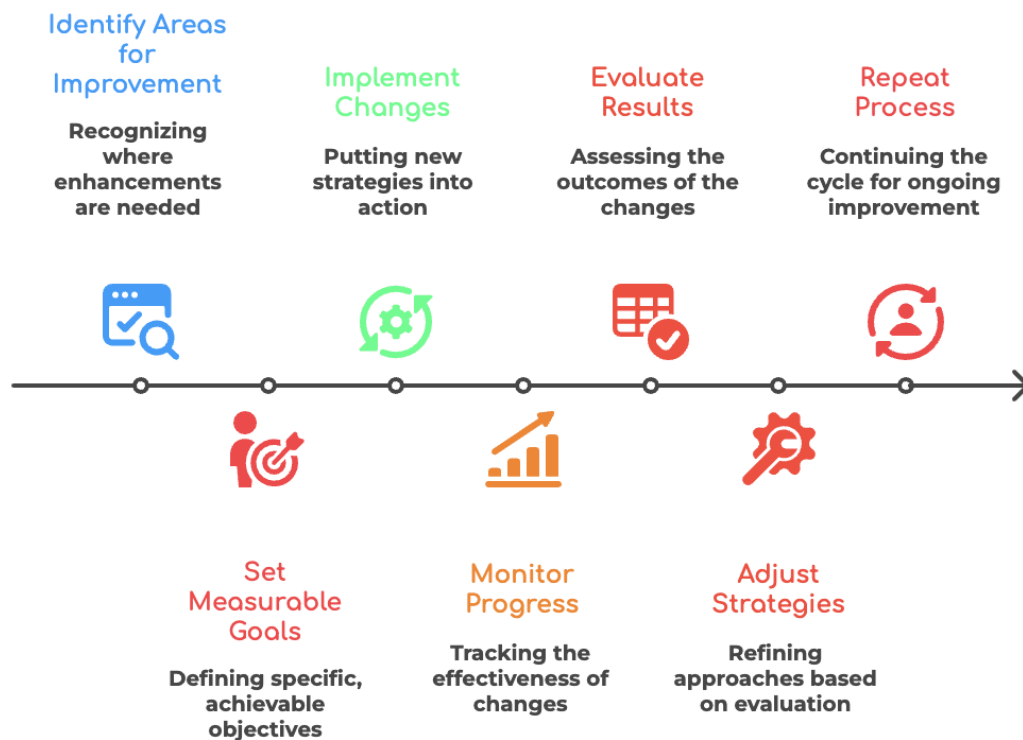 Identify Areas
for
Improvement
Recognizing
where
enhancements
are needed
Set
Measurable
Goals
Defining specific,
achievable
objectives
Implement
Changes
Putting new
strategies into
action
Monitor
Progress
Tracking the
effectiveness of
changes
Evaluate
Results
Assessing the
outcomes of the
changes
Adjust
Strategies
Refining
approaches based
on evaluation
Repeat
Process
Continuing the
cycle for ongoing
improvement